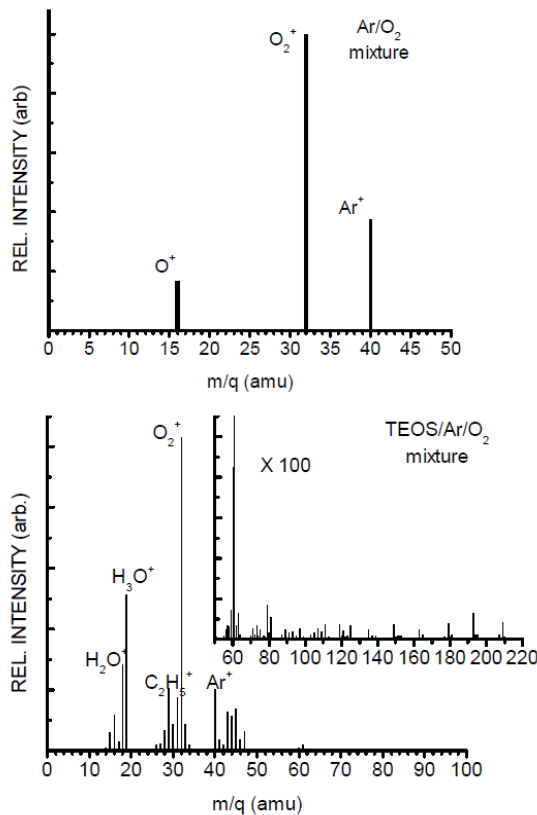 O₂⁺ Ar/O₂
mixture
Ar⁺
O⁺
REL. INTENSITY (arb)
0 5 10 15 20 25 30 35 40 45 50
m/q (amu)
O₂⁺ TEOS/Ar/O₂
mixture
X 100
H₃O⁺
H₂O⁺
C₂H₅⁺ Ar⁺
60 80 100 120 140 160 180 200 220
REL. INTENSITY (arb.)
0 10 20 30 40 50 60 70 80 90 100
m/q (amu)